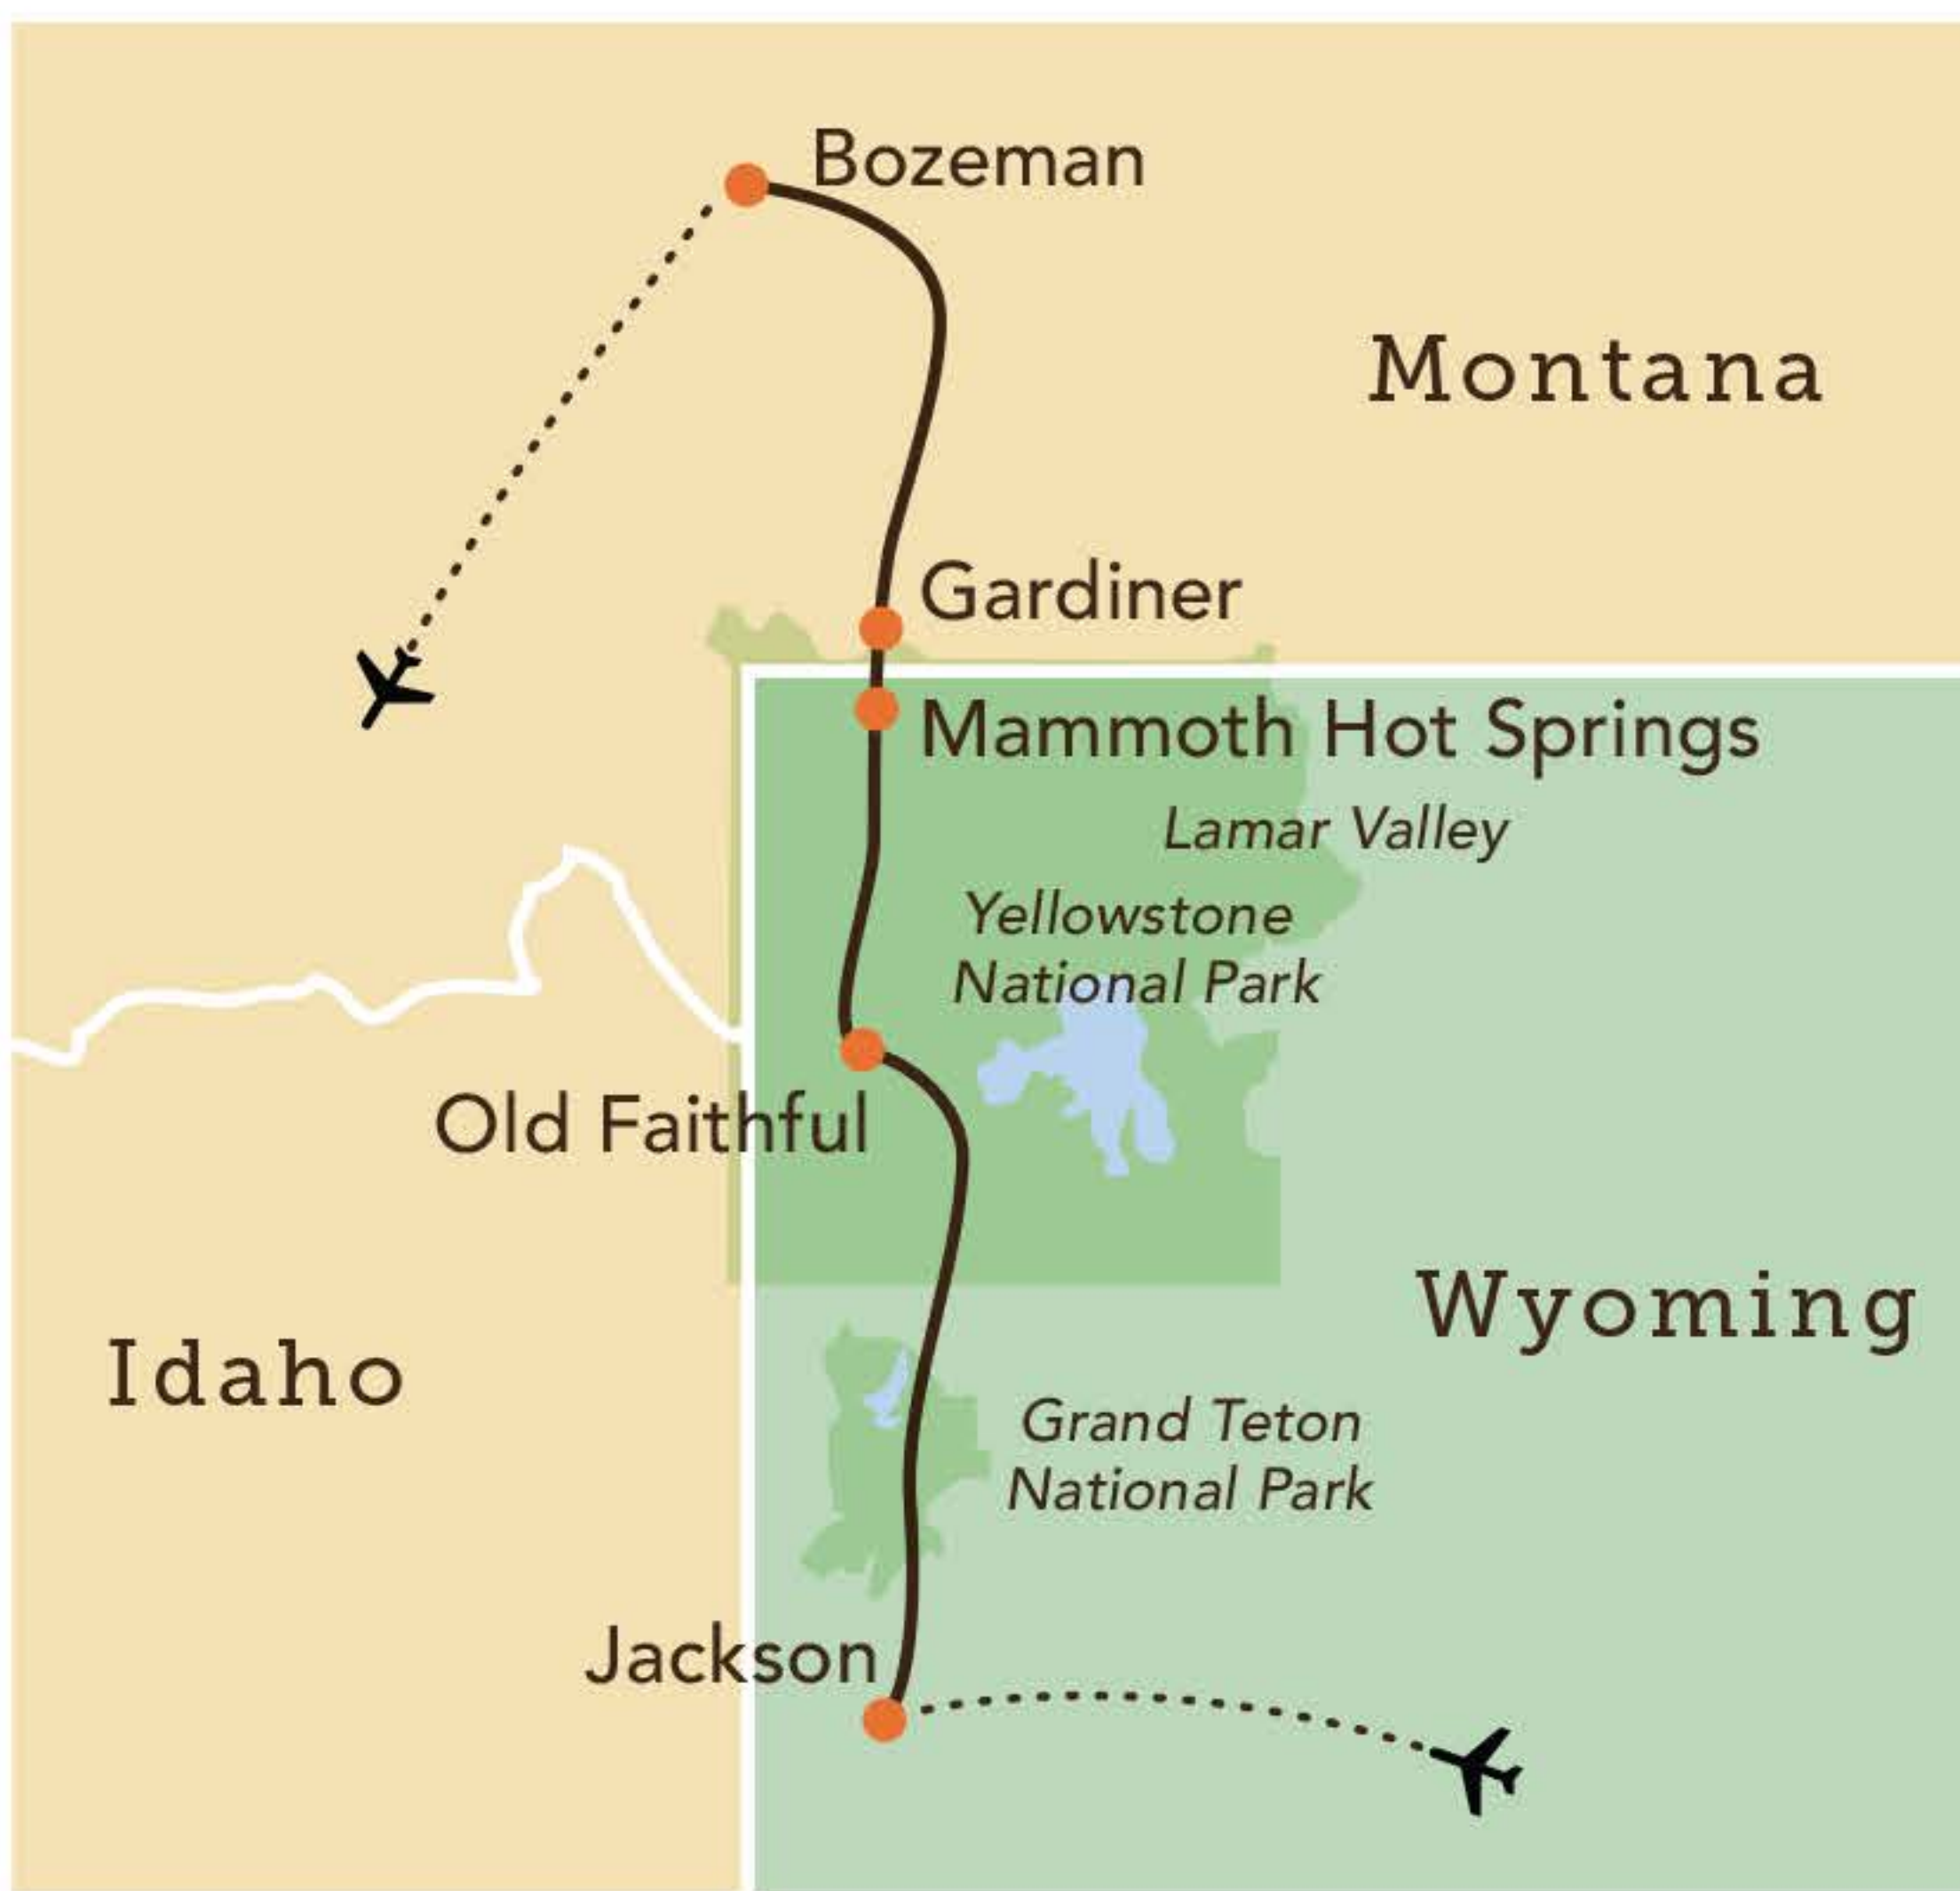 Bozeman
Montana
Gardiner
Mammoth Hot Springs
Lamar Valley
Yellowstone
National Park
Old Faithful
Wyoming
Idaho
Grand Teton
National Park
Jackson